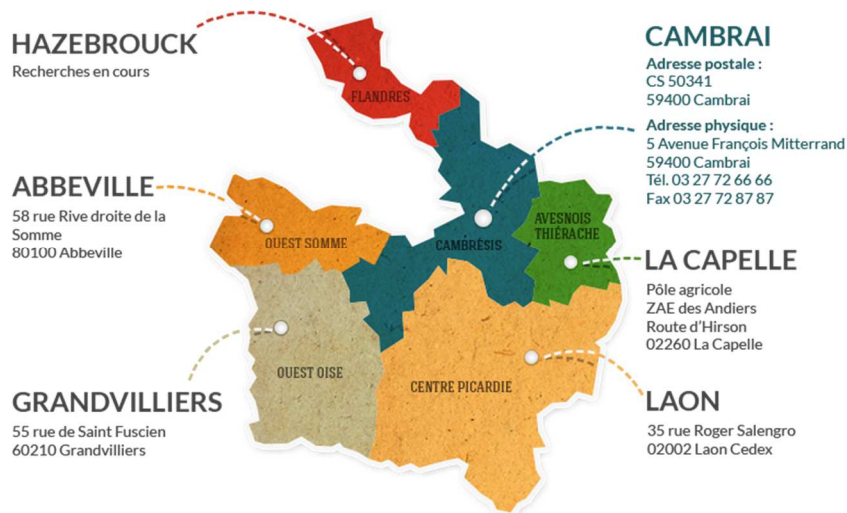 HAZEBROUCK
Recherches en cours
FLANDRES
CAMBRAI
Adresse postale :
CS 50341
59400 Cambrai
Adresse physique :
5 Avenue François Mitterrand
59400 Cambrai
Tél. 03 27 72 66 66
Fax 03 27 72 87 87
ABBEVILLE
58 rue Rive droite de la
Somme
80100 Abbeville
OUEST SOMME
CAMBRÉSIS
AVESNOIS
THIÉRACHE
LA CAPELLE
Pôle agricole
ZAE des Andiers
Route d'Hirson
02260 La Capelle
OUEST OISE
CENTRE PICARDIE
GRANDVILLIERS
55 rue de Saint Fuscien
60210 Grandvilliers
LAON
35 rue Roger Salengro
02002 Laon Cedex